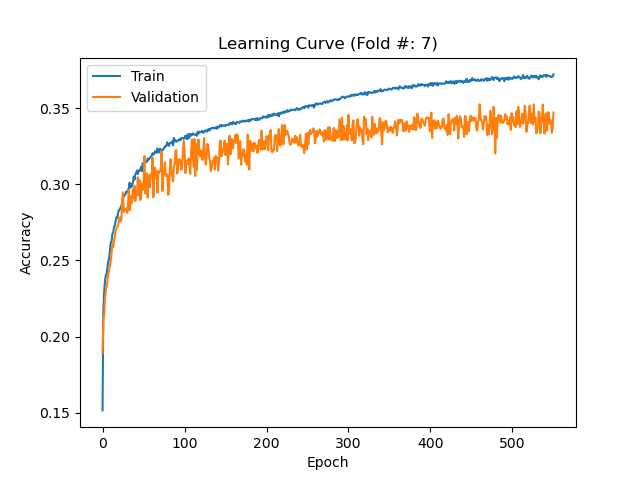 Learning Curve (Fold #: 7)
Train
Validation
0.35
0.30
0.25
0.20
0.15
Accuracy
0 100 200 300 400 500
Epoch